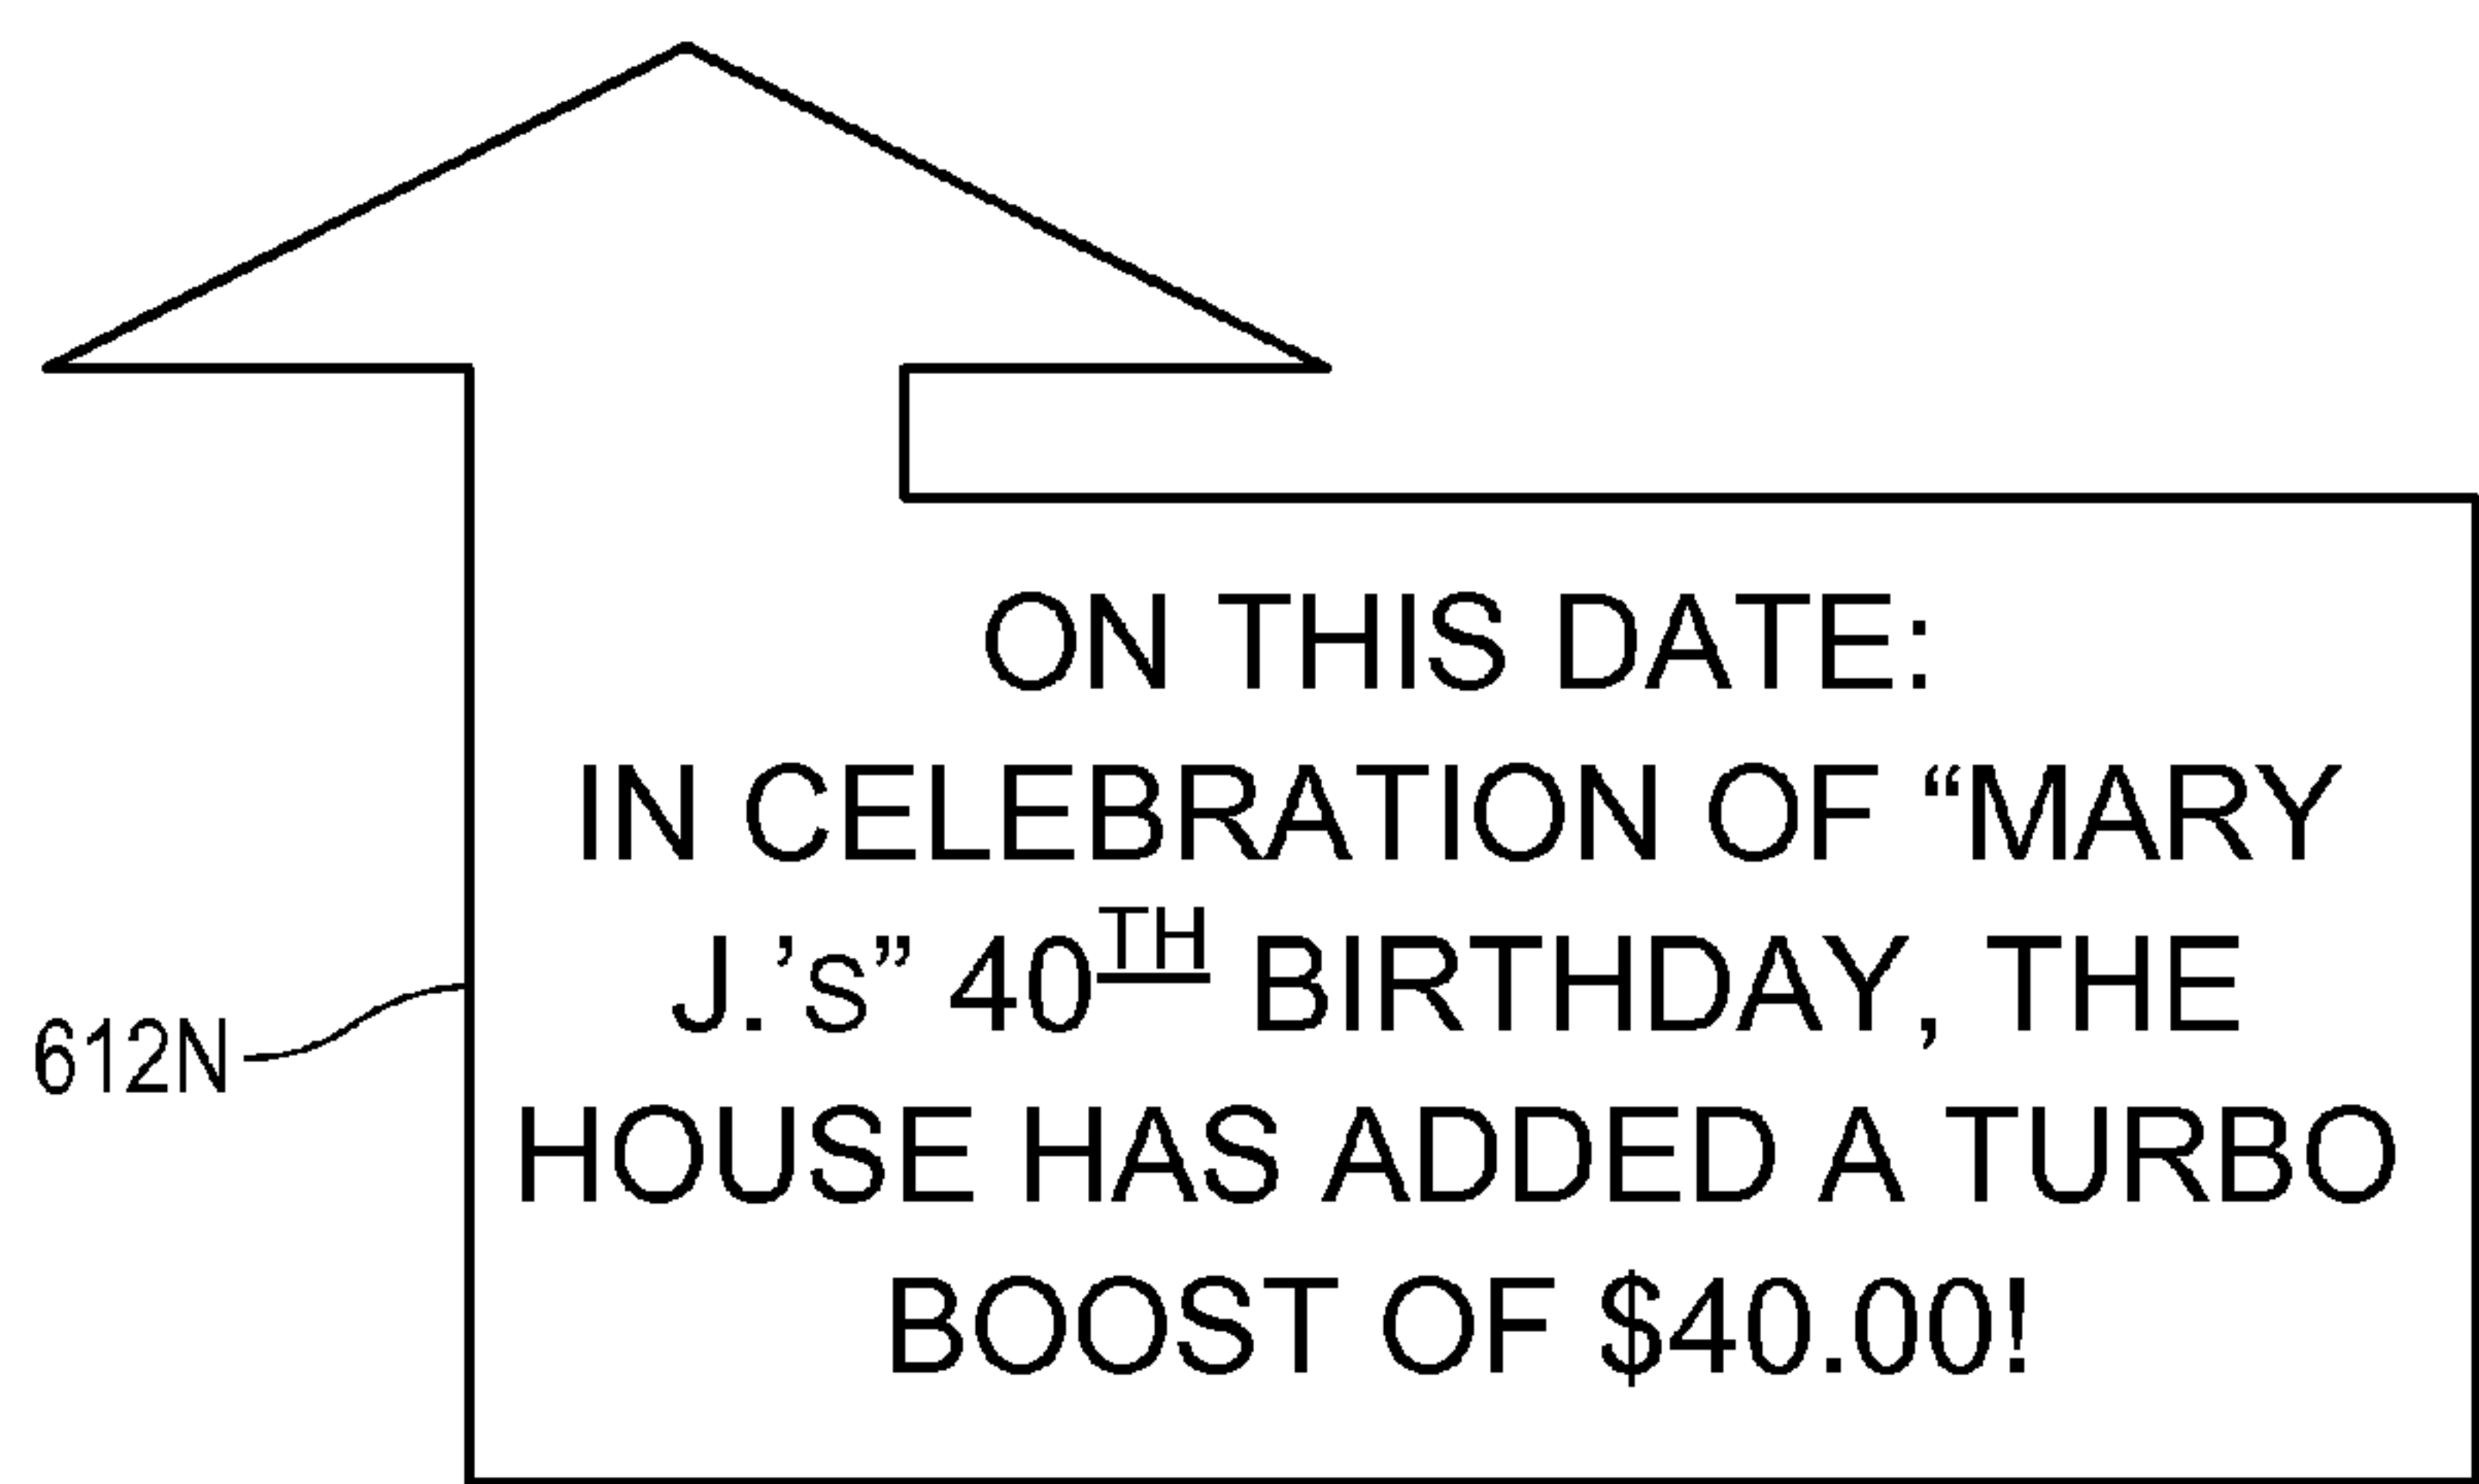 ON THIS DATE:
IN CELEBRATION OF “MARY
J.’s” 40TH BIRTHDAY, THE
HOUSE HAS ADDED A TURBO
BOOST OF $40.00!
612N